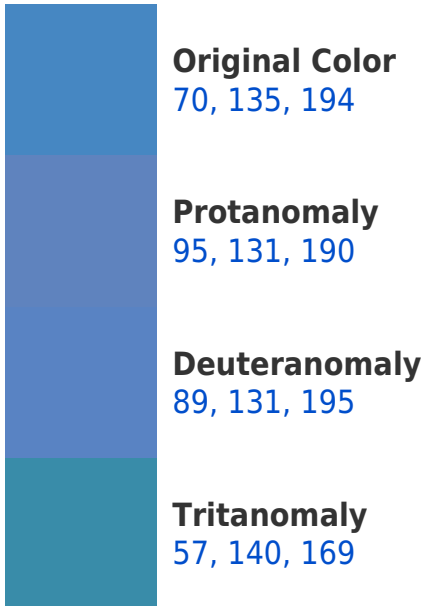 Original Color
70, 135, 194
Protanomaly
95, 131, 190
Deuteranomaly
89, 131, 195
Tritanomaly
57, 140, 169